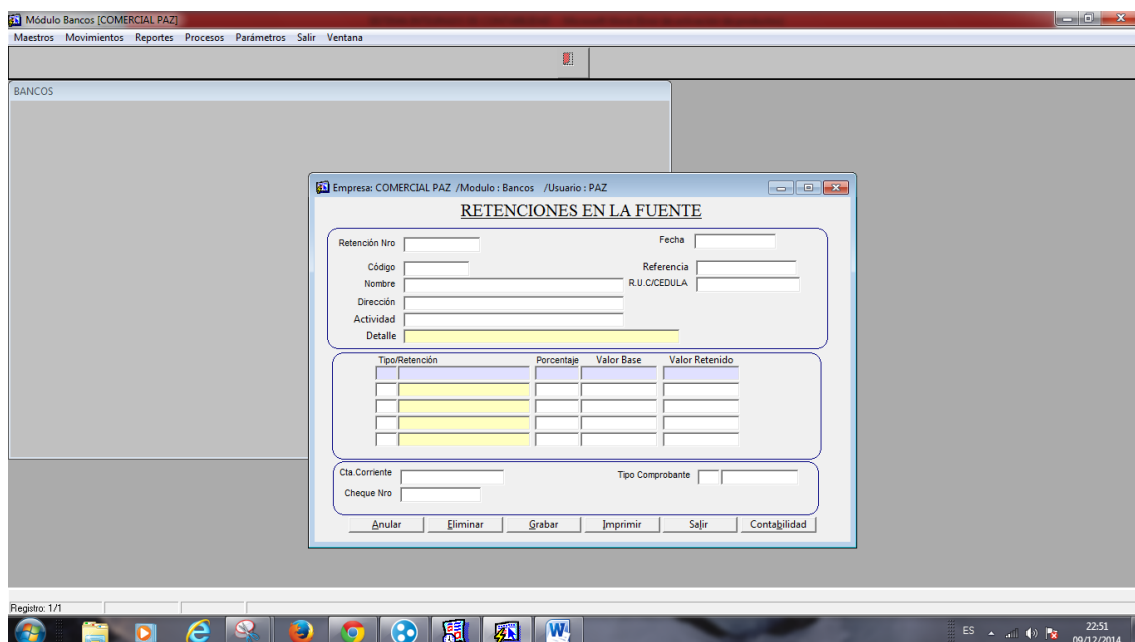 Módulo Bancos [COMERCIAL PAZ]
Maestros Movimientos Reportes Procesos Parámetros Salir Ventana
BANCOS
Empresa: COMERCIAL PAZ /Modulo : Bancos /Usuario : PAZ
RETENCIONES EN LA FUENTE
Retención Nro Fecha
Código Referencia
Nombre R.U.C/CEDULA
Dirección
Actividad
Detalle
Tipo/Retención Porcentaje Valor Base Valor Retenido
Cta.Corriente Tipo Comprobante
Cheque Nro
Anular Eliminar Grabar Imprimir Salir Contabilidad
Registro: 1/1
ES 22:51
09/12/2014